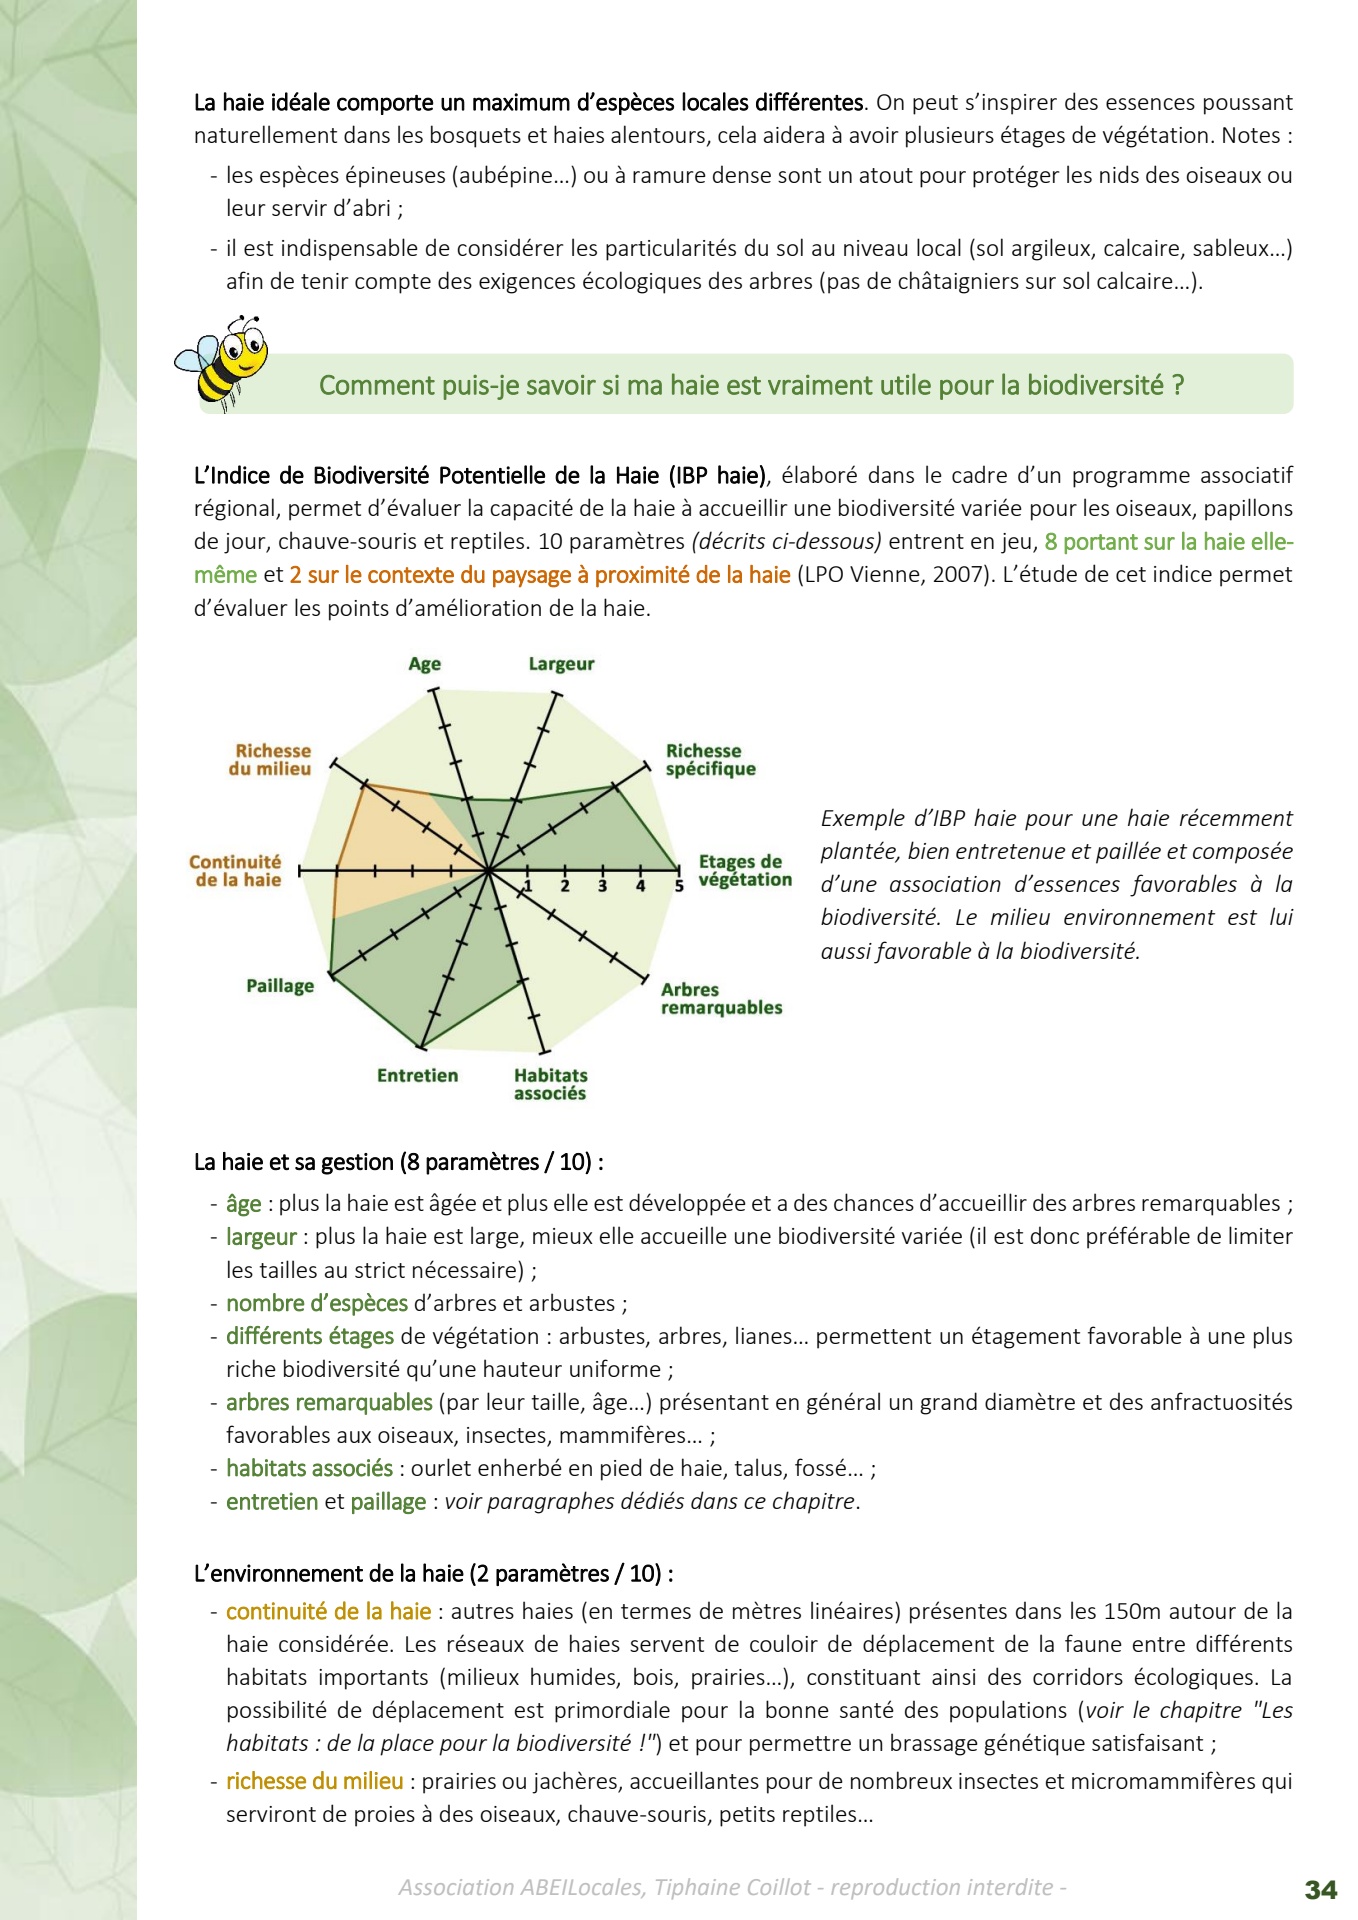 La haie idéale comporte un maximum d’espèces locales différentes. On peut s’inspirer des essences poussant
naturellement dans les bosquets et haies alentours, cela aidera à avoir plusieurs étages de végétation. Notes :
- les espèces épineuses (aubépine…) ou à ramure dense sont un atout pour protéger les nids des oiseaux ou
leur servir d’abri ;
- il est indispensable de considérer les particularités du sol au niveau local (sol argileux, calcaire, sableux…)
afin de tenir compte des exigences écologiques des arbres (pas de châtaigniers sur sol calcaire…).
Comment puis-je savoir si ma haie est vraiment utile pour la biodiversité ?
L’Indice de Biodiversité Potentielle de la Haie (IBP haie), élaboré dans le cadre d’un programme associatif
régional, permet d’évaluer la capacité de la haie à accueillir une biodiversité variée pour les oiseaux, papillons
de jour, chauve-souris et reptiles. 10 paramètres (décrits ci-dessous) entrent en jeu, 8 portant sur la haie elle-
même et 2 sur le contexte du paysage à proximité de la haie (LPO Vienne, 2007). L’étude de cet indice permet
d’évaluer les points d’amélioration de la haie.
Age
Largeur
Richesse
du milieu
Richesse
spécifique
Continuité
de la haie
Etages de
végétation
1 2 3 4 5
Paillage
Arbres
remarquables
Entretien
Habitats
associés
Exemple d’IBP haie pour une haie récemment
plantée, bien entretenue et paillée et composée
d’une association d’essences favorables à la
biodiversité. Le milieu environnement est lui
aussi favorable à la biodiversité.
La haie et sa gestion (8 paramètres / 10) :
- âge : plus la haie est âgée et plus elle est développée et a des chances d’accueillir des arbres remarquables ;
- largeur : plus la haie est large, mieux elle accueille une biodiversité variée (il est donc préférable de limiter
les tailles au strict nécessaire) ;
- nombre d’espèces d’arbres et arbustes ;
- différents étages de végétation : arbustes, arbres, lianes… permettent un étagement favorable à une plus
riche biodiversité qu’une hauteur uniforme ;
- arbres remarquables (par leur taille, âge…) présentant en général un grand diamètre et des anfractuosités
favorables aux oiseaux, insectes, mammifères… ;
- habitats associés : ourlet enherbé en pied de haie, talus, fossé… ;
- entretien et paillage : voir paragraphes dédiés dans ce chapitre.
L’environnement de la haie (2 paramètres / 10) :
- continuité de la haie : autres haies (en termes de mètres linéaires) présentes dans les 150m autour de la
haie considérée. Les réseaux de haies servent de couloir de déplacement de la faune entre différents
habitats importants (milieux humides, bois, prairies…), constituant ainsi des corridors écologiques. La
possibilité de déplacement est primordiale pour la bonne santé des populations (voir le chapitre "Les
habitats : de la place pour la biodiversité !") et pour permettre un brassage génétique satisfaisant ;
- richesse du milieu : prairies ou jachères, accueillantes pour de nombreux insectes et micromammifères qui
serviront de proies à des oiseaux, chauve-souris, petits reptiles…
Association ABEILocales, Tiphaine Coillot - reproduction interdite -
34